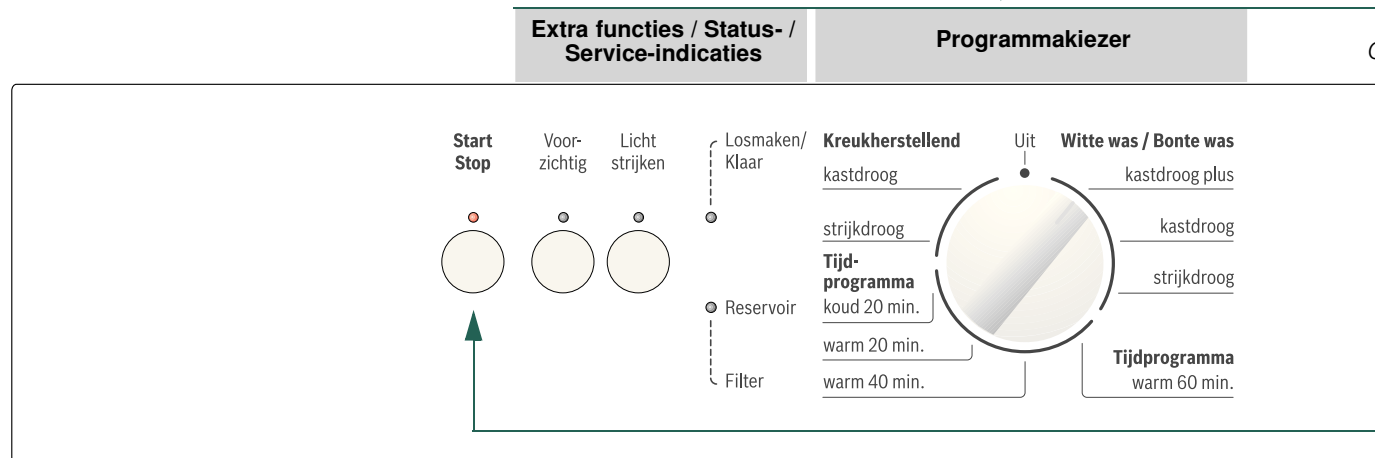 Extra functies / Status- /
Service-indicaties
Programmakiezer
Start
Stop
Voor-
zichtig
Licht
strijken
Losmaken/
Klaar
Reservoir
Filter
Kreukherstellend
kastdroog
strijkdroog
Tijd-
programma
koud 20 min.
warm 20 min.
warm 40 min.
Uit
Witte was / Bonte was
kastdroog plus
kastdroog
strijkdroog
Tijdprogramma
warm 60 min.